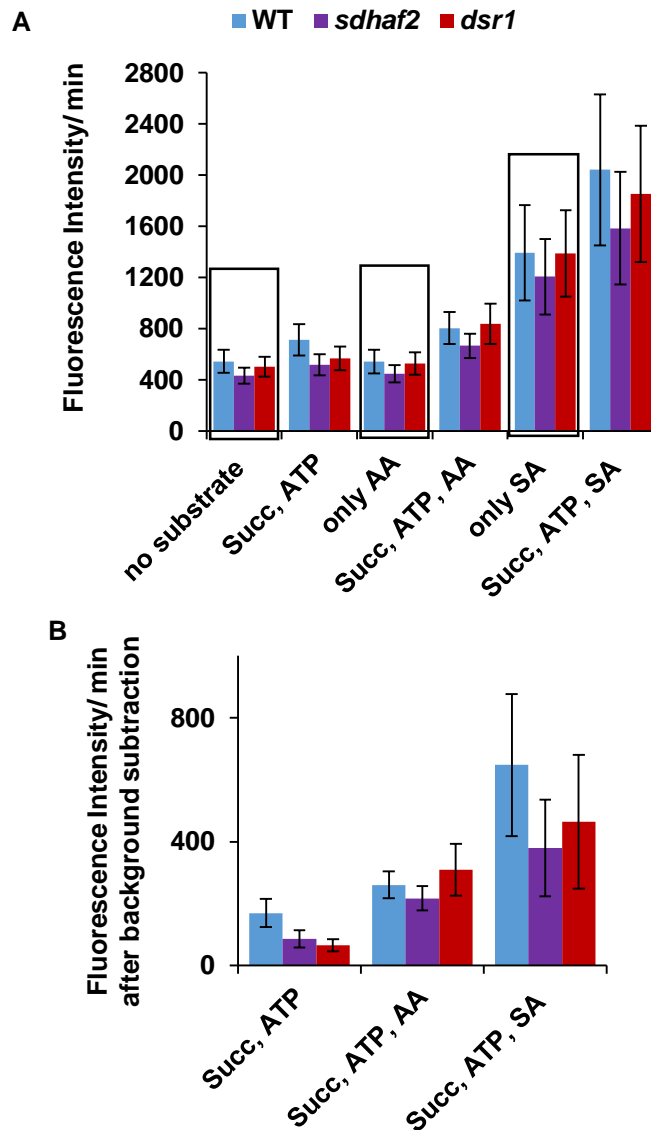 A
WT sdhaf2 dsr1
Fluorescence Intensity/ min
2800
2400
2000
1600
1200
800
400
0
no substrate
Succ, ATP
only AA
Succ, ATP, AA
only SA
Succ, ATP, SA
B
Fluorescence Intensity/ min
after background subtraction
800
400
0
Succ, ATP
Succ, ATP, AA
Succ, ATP, SA